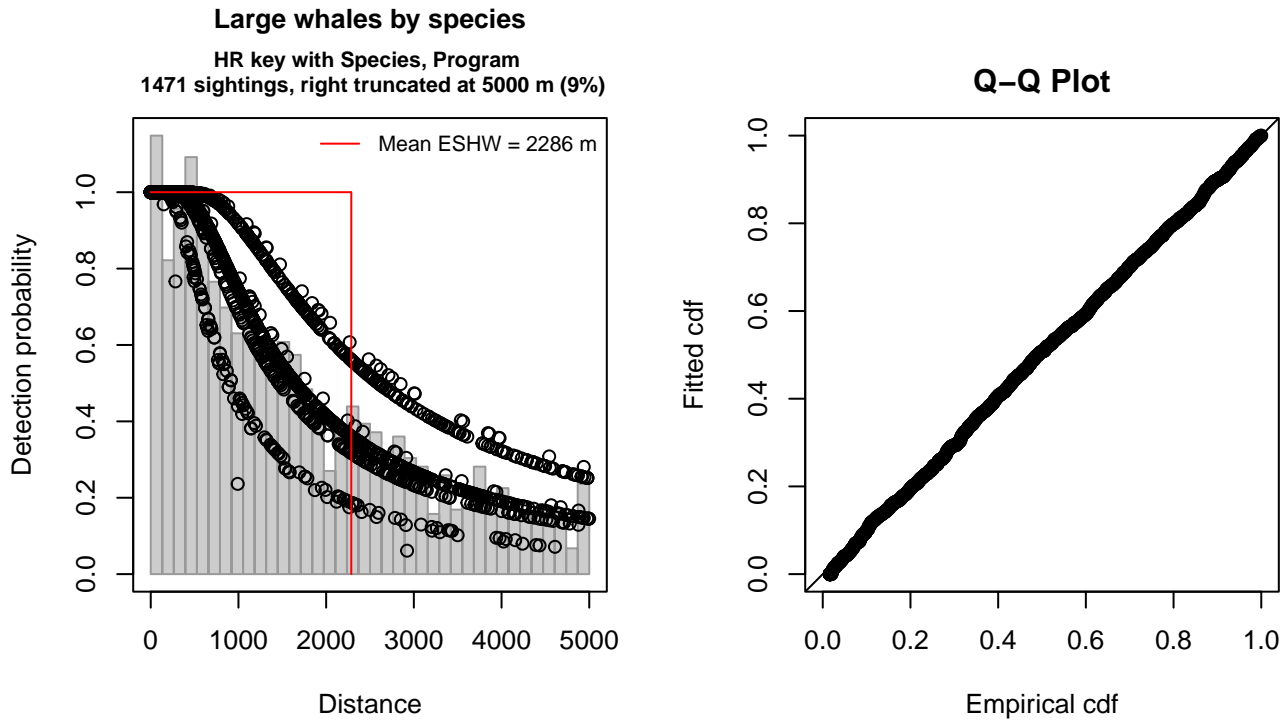 Large whales by species
HR key with Species, Program
1471 sightings, right truncated at 5000 m (9%)
Mean ESHW = 2286 m
Detection probability
0.0 0.2 0.4 0.6 0.8 1.0
0 1000 2000 3000 4000 5000
Distance
Q−Q Plot
Fitted cdf
0.0 0.2 0.4 0.6 0.8 1.0
0.0 0.2 0.4 0.6 0.8 1.0
Empirical cdf